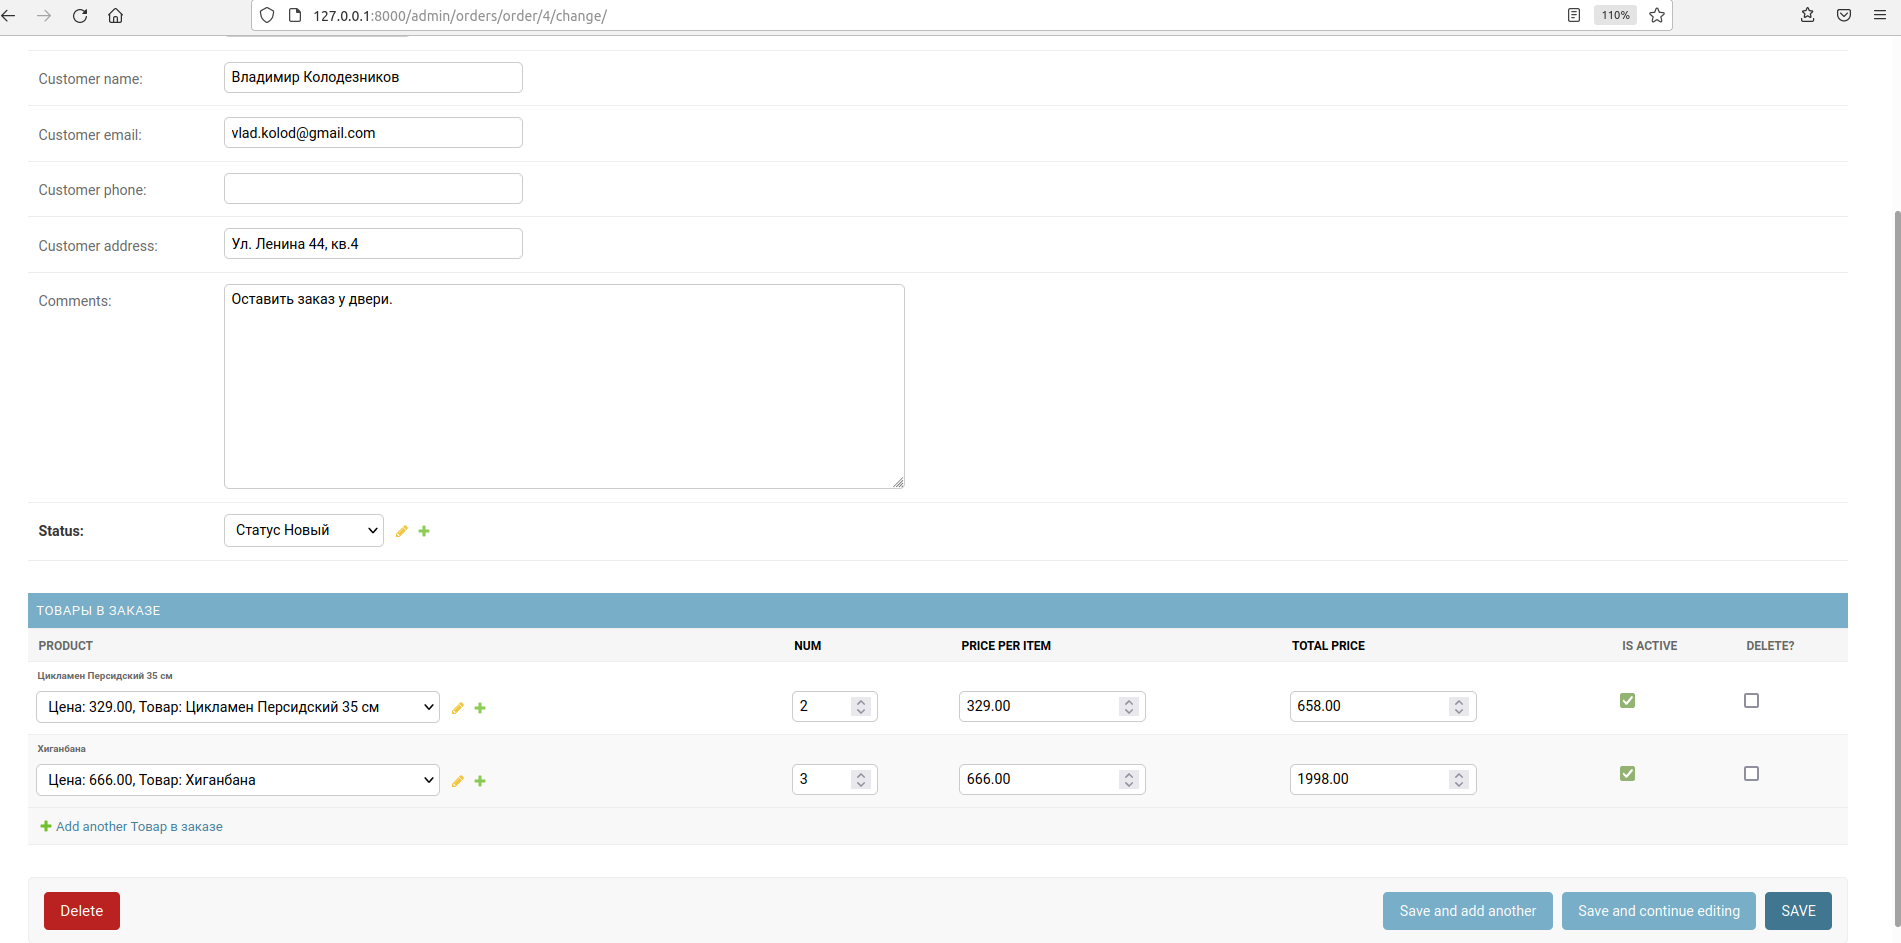 127.0.0.1:8000/admin/orders/order/4/change/ 110%
Customer name: Владимир Колодезников
Customer email: vlad.kolod@gmail.com
Customer phone:
Customer address: Ул. Ленина 44, кв.4
Comments: Оставить заказ у двери.
Status: Статус Новый
ТОВАРЫ В ЗАКАЗЕ
PRODUCT NUM PRICE PER ITEM TOTAL PRICE IS ACTIVE DELETE?
Цикламен Персидский 35 см
Цена: 329.00, Товар: Цикламен Персидский 35 см 2 329.00 658.00
Хиганбана
Цена: 666.00, Товар: Хиганбана 3 666.00 1998.00
Add another Товар в заказе
Delete Save and add another Save and continue editing SAVE